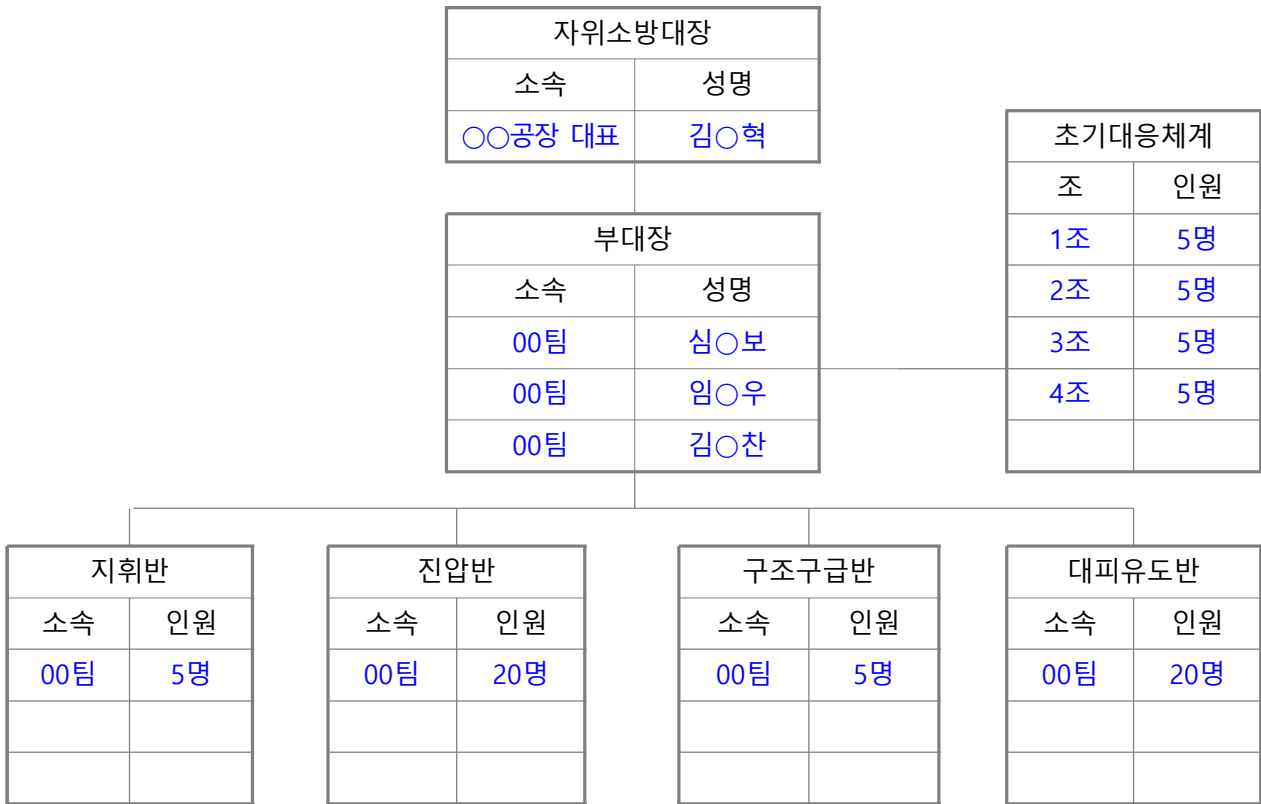 자위소방대장
소속 성명
○○공장 대표 김○혁
초기대응체계
조 인원
1조 5명
2조 5명
3조 5명
4조 5명
부대장
소속 성명
00팀 심○보
00팀 임○우
00팀 김○찬
지휘반
소속 인원
00팀 5명
진압반
소속 인원
00팀 20명
구조구급반
소속 인원
00팀 5명
대피유도반
소속 인원
00팀 20명